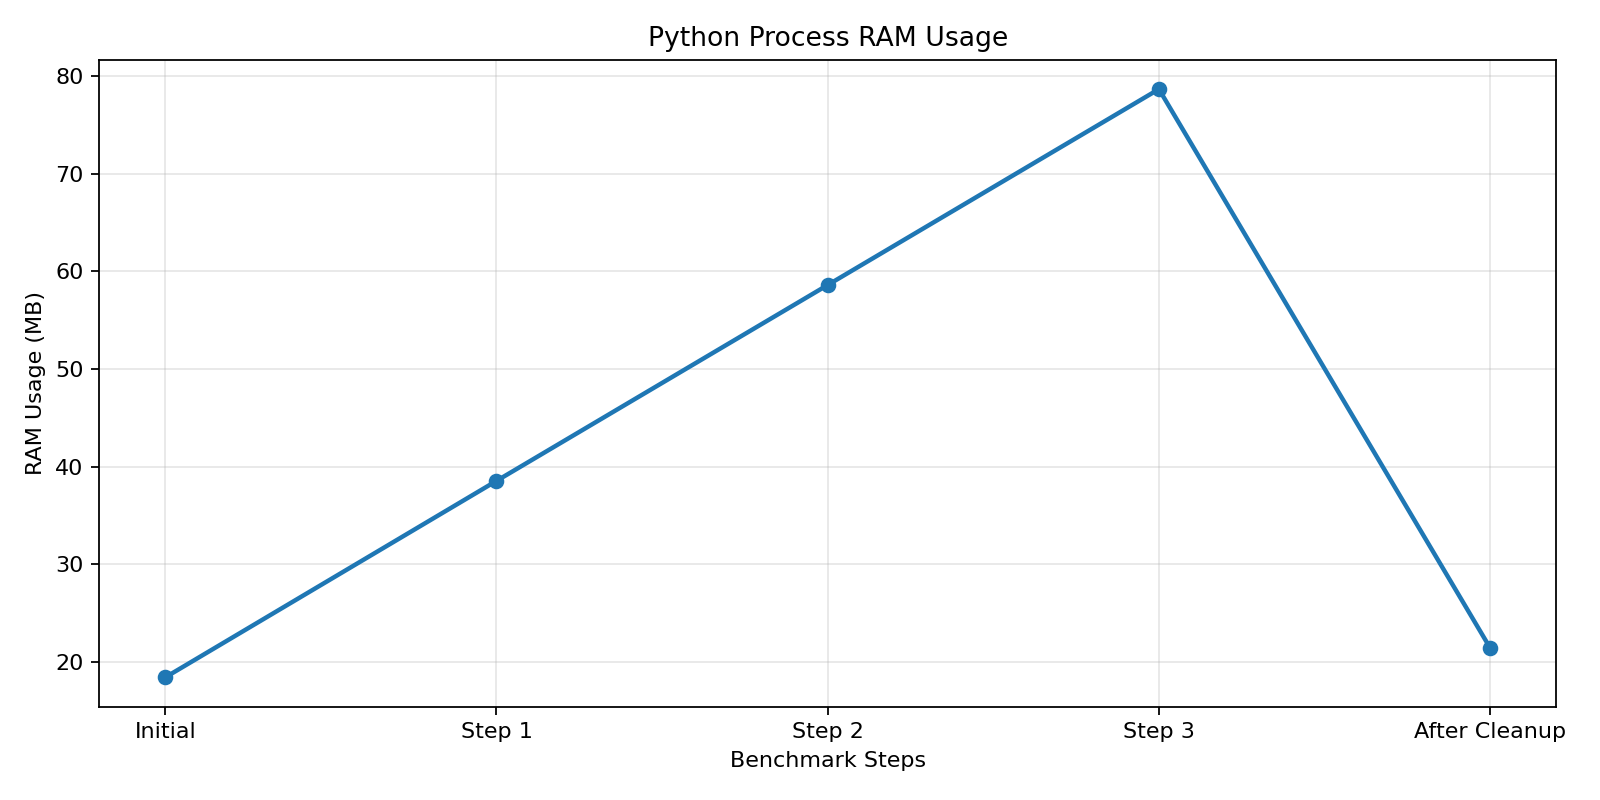 Python Process RAM Usage
RAM Usage (MB)
80
70
60
50
40
30
20
Initial Step 1 Step 2 Step 3 After Cleanup
Benchmark Steps